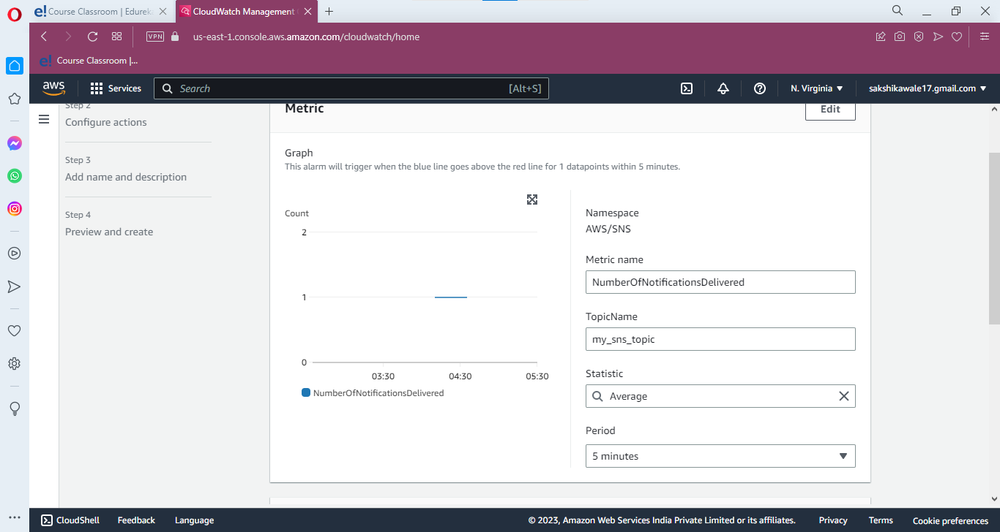 e! Course Classroom | Edurek
CloudWatch Management
VPN
us-east-1.console.aws.amazon.com/cloudwatch/home
e! Course Classroom |...
aws
Services
Search
[Alt+S]
N. Virginia
sakshikawale17.gmail.com
Step 2
Configure actions
Step 3
Add name and description
Step 4
Preview and create
Metric
Edit
Graph
This alarm will trigger when the blue line goes above the red line for 1 datapoints within 5 minutes.
Count
2
1
0
03:30
04:30
05:30
NumberOfNotificationsDelivered
Namespace
AWS/SNS
Metric name
NumberOfNotificationsDelivered
TopicName
my_sns_topic
Statistic
Average
Period
5 minutes
CloudShell
Feedback
Language
© 2023, Amazon Web Services India Private Limited or its affiliates.
Privacy
Terms
Cookie preferences